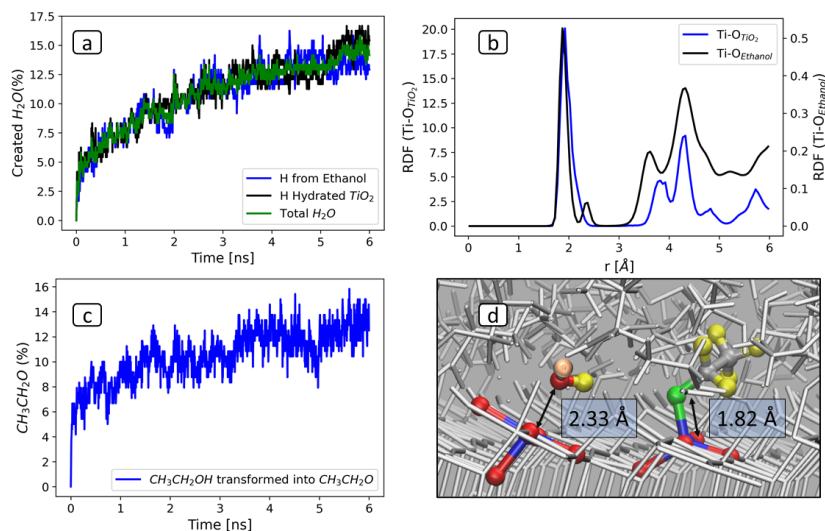 a
17.5
15.0
12.5
10.0
7.5
5.0
2.5
0.0
Created H₂O(%)
H from Ethanol
H Hydrated TiO₂
Total H₂O
0 1 2 3 4 5 6
Time [ns]
b
20.0
17.5
15.0
12.5
10.0
7.5
5.0
2.5
0.0
RDF (Ti-O_TiO₂)
Ti-O_TiO₂
Ti-O_Ethanol
0.5
0.4
0.3
0.2
0.1
0.0
RDF (Ti-O_Ethanol)
0 1 2 3 4 5 6
r [Å]
c
16
14
12
10
8
6
4
2
0
CH₃CH₂O (%)
CH₃CH₂OH transformed into CH₃CH₂O
0 1 2 3 4 5 6
Time [ns]
d
2.33 Å
1.82 Å